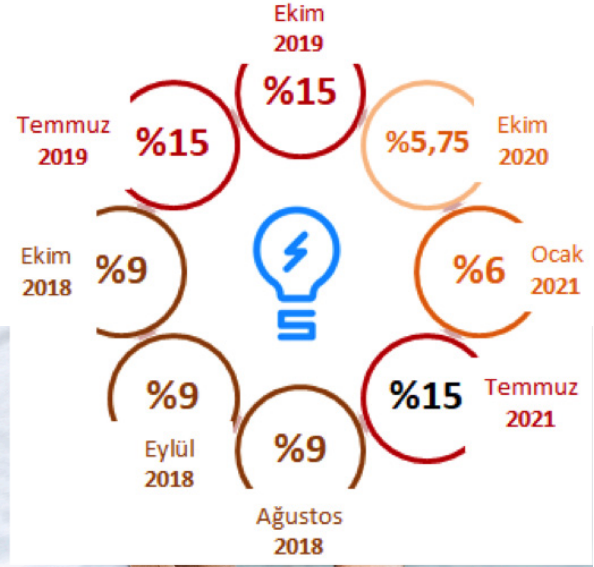 Ekim
2019
%15
Temmuz
2019
%15
%5,75
Ekim
2020
Ekim
2018
%9
%6
Ocak
2021
%9
Eylül
2018
%15
Temmuz
2021
%9
Ağustos
2018